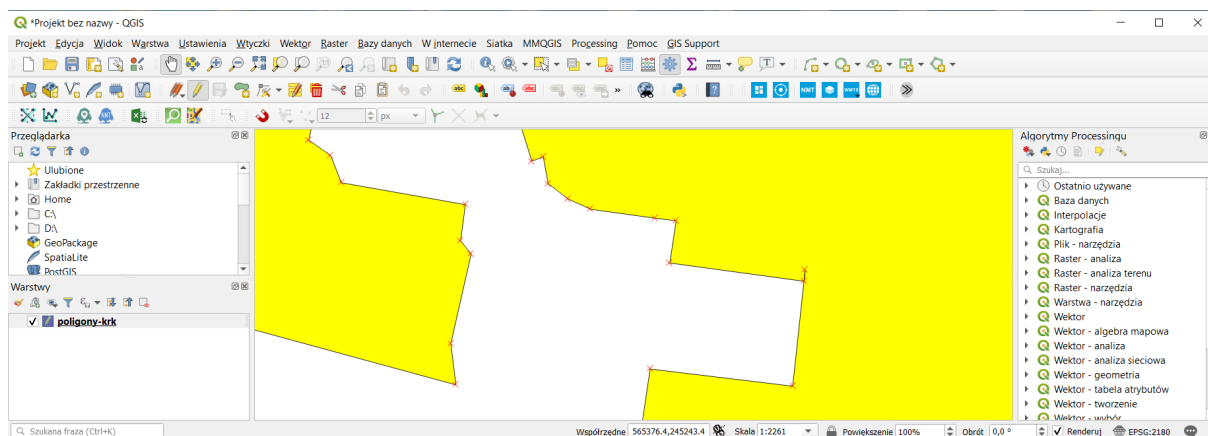 *Projekt bez nazwy - QGIS
Projekt Edycja Widok Warstwa Ustawienia Wtyczki Wektor Raster Bazy danych W internecie Siatka MMQGIS Processing Pomoc GIS Support
12 px
Przeglądarka
Ulubione
Zakładki przestrzenne
Home
C:\
D:\
GeoPackage
SpatiaLite
PostGIS
Warstwy
poligony-krk
Algorytmy Processingu
Szukaj...
Ostatnio używane
Baza danych
Interpolacje
Kartografia
Plik - narzędzia
Raster - analiza
Raster - analiza terenu
Raster - narzędzia
Warstwa - narzędzia
Wektor
Wektor - algebra mapowa
Wektor - analiza
Wektor - analiza sieciowa
Wektor - geometria
Wektor - tabela atrybutów
Wektor - tworzenie
Wektor - wybór
Szukana fraza (Ctrl+K) Współrzędne 565376.4,245243.4 Skala 1:2261 Powiększenie 100% Obrót 0,0 ° Renderuj EPSG:2180